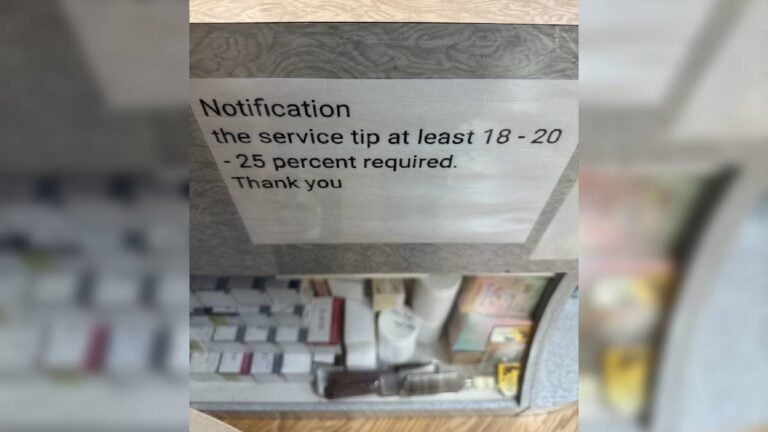 Notification
the service tip at least 18 - 20
- 25 percent required.
Thank you